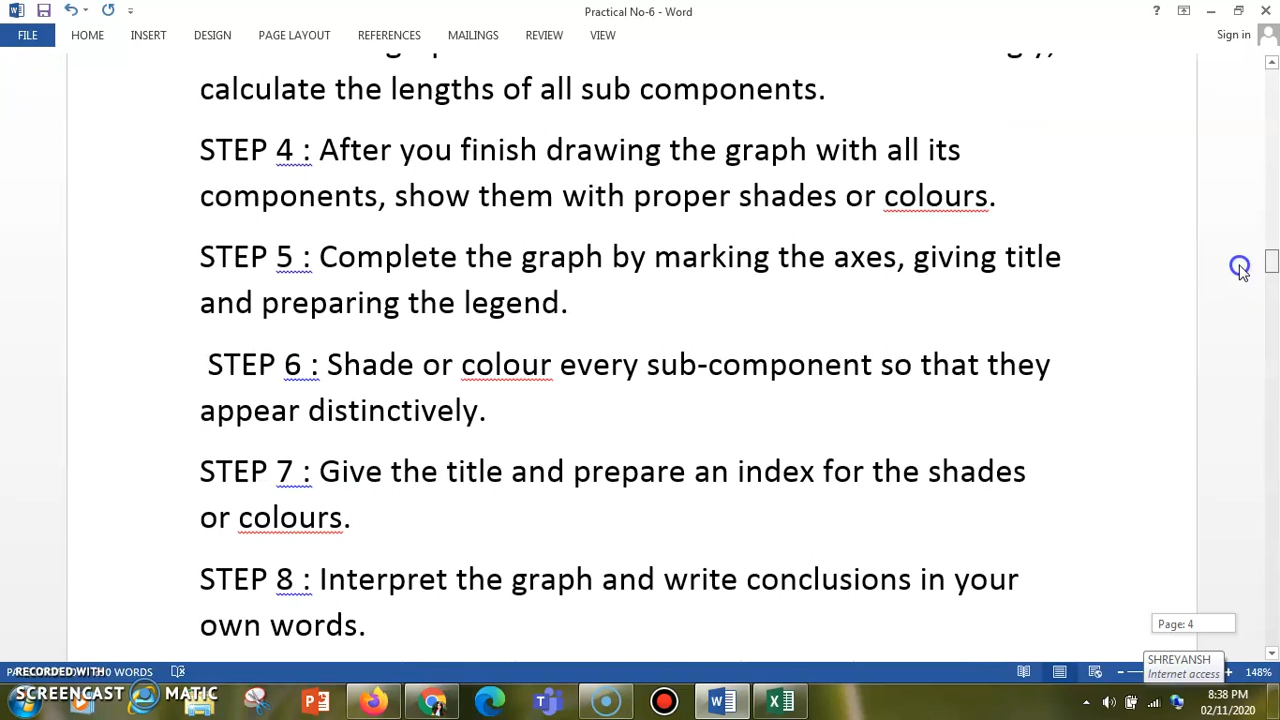 Practical No-6 - Word
?
FILE
HOME
INSERT
DESIGN
PAGE LAYOUT
REFERENCES
MAILINGS
REVIEW
VIEW
Sign in
calculate the lengths of all sub components.
STEP 4 : After you finish drawing the graph with all its
components, show them with proper shades or colours.
STEP 5 : Complete the graph by marking the axes, giving title
and preparing the legend.
STEP 6 : Shade or colour every sub-component so that they
appear distinctively.
STEP 7 : Give the title and prepare an index for the shades
or colours.
STEP 8 : Interpret the graph and write conclusions in your
own words.
Page: 4
SHREYANSH
Internet access
RECORDED WITH
WORDS
148%
SCREENCAST MATIC
8:38 PM
02/11/2020